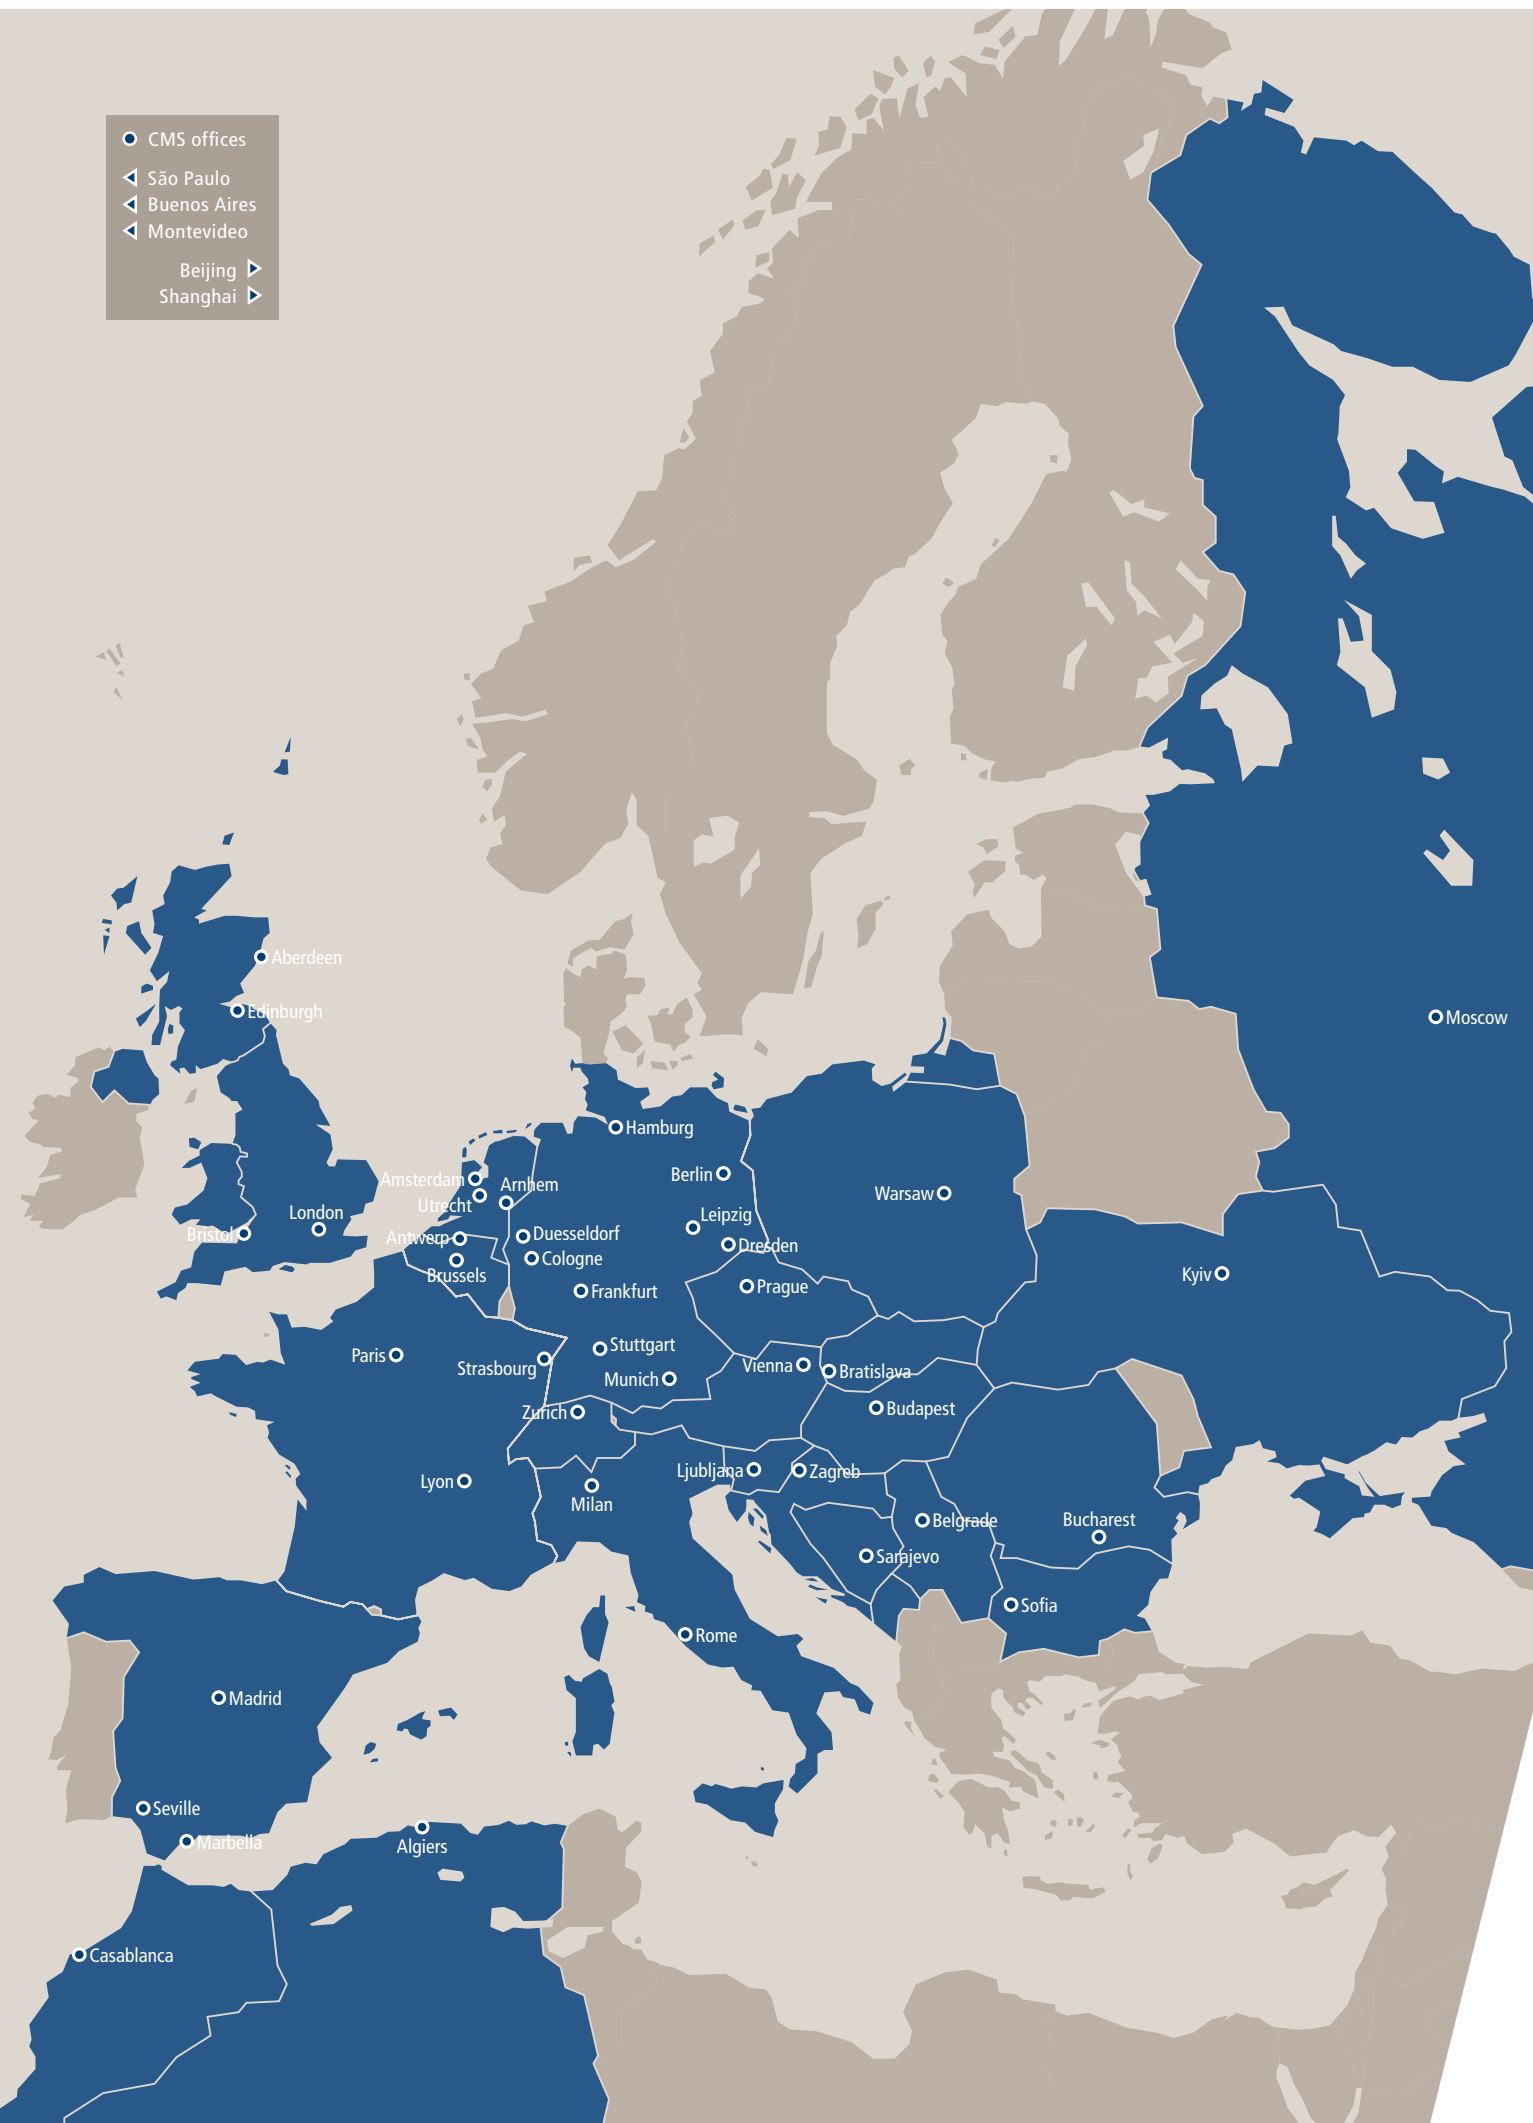 CMS offices
São Paulo
Buenos Aires
Montevideo
Beijing
Shanghai
Aberdeen
Edinburgh
Moscow
Hamburg
Berlin
Amsterdam
Arnhem
Utrecht
Warsaw
London
Bristol
Leipzig
Antwerp
Duesseldorf
Dresden
Cologne
Brussels
Kyiv
Frankfurt
Prague
Paris
Stuttgart
Strasbourg
Munich
Vienna
Bratislava
Zurich
Budapest
Lyon
Ljubljana
Zagreb
Milan
Belgrade
Bucharest
Sarajevo
Sofia
Rome
Madrid
Seville
Marbella
Algiers
Casablanca